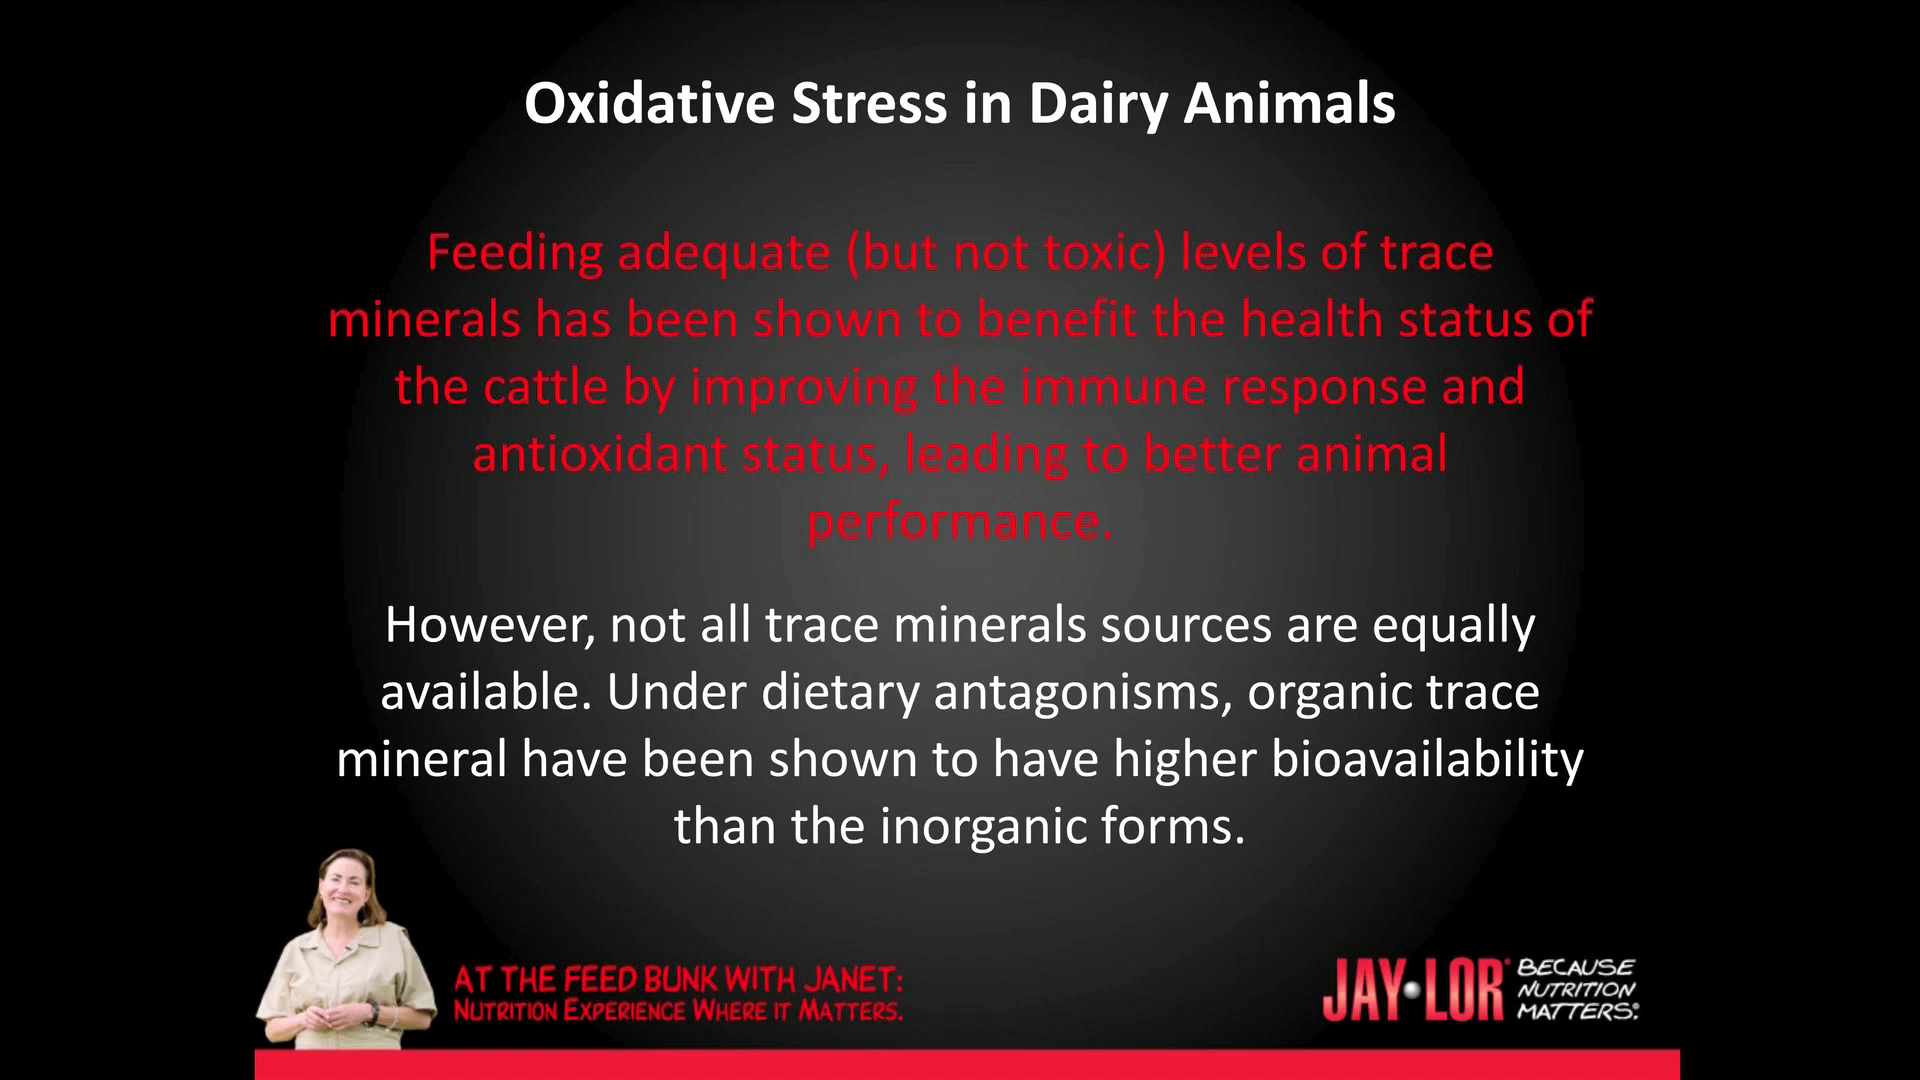 Oxidative Stress in Dairy Animals
Feeding adequate (but not toxic) levels of trace
minerals has been shown to benefit the health status of
the cattle by improving the immune response and
antioxidant status, leading to better animal
performance.
However, not all trace minerals sources are equally
available. Under dietary antagonisms, organic trace
mineral have been shown to have higher bioavailability
than the inorganic forms.
AT THE FEED BUNK WITH JANET:
NUTRITION EXPERIENCE WHERE IT MATTERS.
JAY•LOR®
BECAUSE
NUTRITION
MATTERS.®